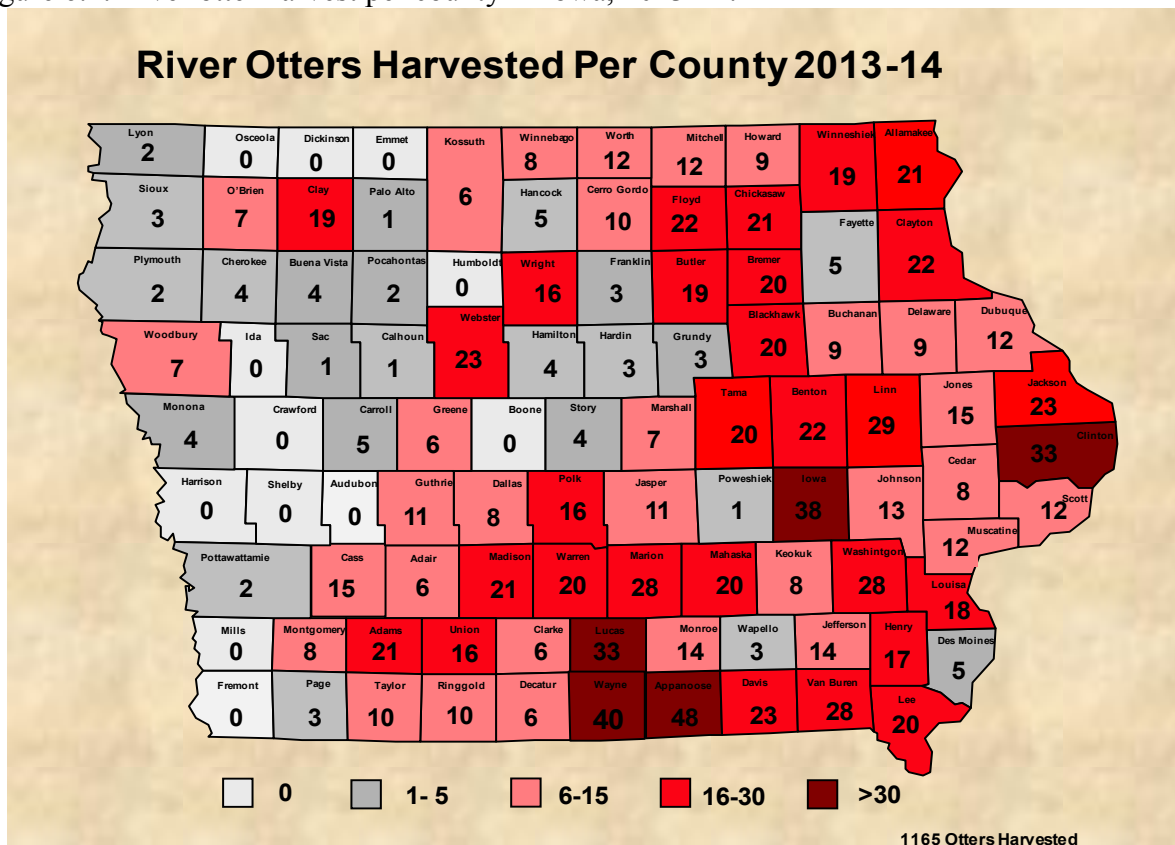 otter harvest per county Iowa,
River Otters Harvested Per County 2013-14
Lyon Osceola Dickinson Emmet Kossuth Winnebago Worth Mitchell Howard Winneshiek Allamakee
2 0 0 0 6 8 12 12 9 19 21
Sioux O'Brien Clay Palo Alto Hancock Cerro Gordo Floyd Chickasaw Fayette Clayton
3 7 19 1 5 10 22 21 5 22
Plymouth Cherokee Buena Vista Pocahontas Humboldt Wright Franklin Butler Bremer
2 4 4 2 0 16 3 19 20
Woodbury Ida Sac Calhoun Webster Hamilton Hardin Grundy Blackhawk Buchanan Delaware Dubuque
7 0 1 1 23 4 3 3 20 9 9 12
Monona Crawford Carroll Greene Boone Story Marshall Tama Benton Linn Jones Jackson
4 0 5 6 0 4 7 20 22 29 15 23
Clinton
33
Harrison Shelby Audubon Guthrie Dallas Polk Jasper Poweshiek Iowa Johnson Cedar Scott
0 0 0 11 8 16 11 1 38 13 8 12
Muscatine
12
Pottawattamie Cass Adair Madison Warren Marion Mahaska Keokuk Washintgon Louisa
2 15 6 21 20 28 20 8 28 18
Mills Montgomery Adams Union Clarke Lucas Monroe Wapello Jefferson Henry Des Moines
0 8 21 16 6 33 14 3 14 17 5
Fremont Page Taylor Ringgold Decatur Wayne Appanoose Davis Van Buren Lee
0 3 10 10 6 40 48 23 28 20
0 1- 5 6-15 16-30 >30
1165 Otters Harvested